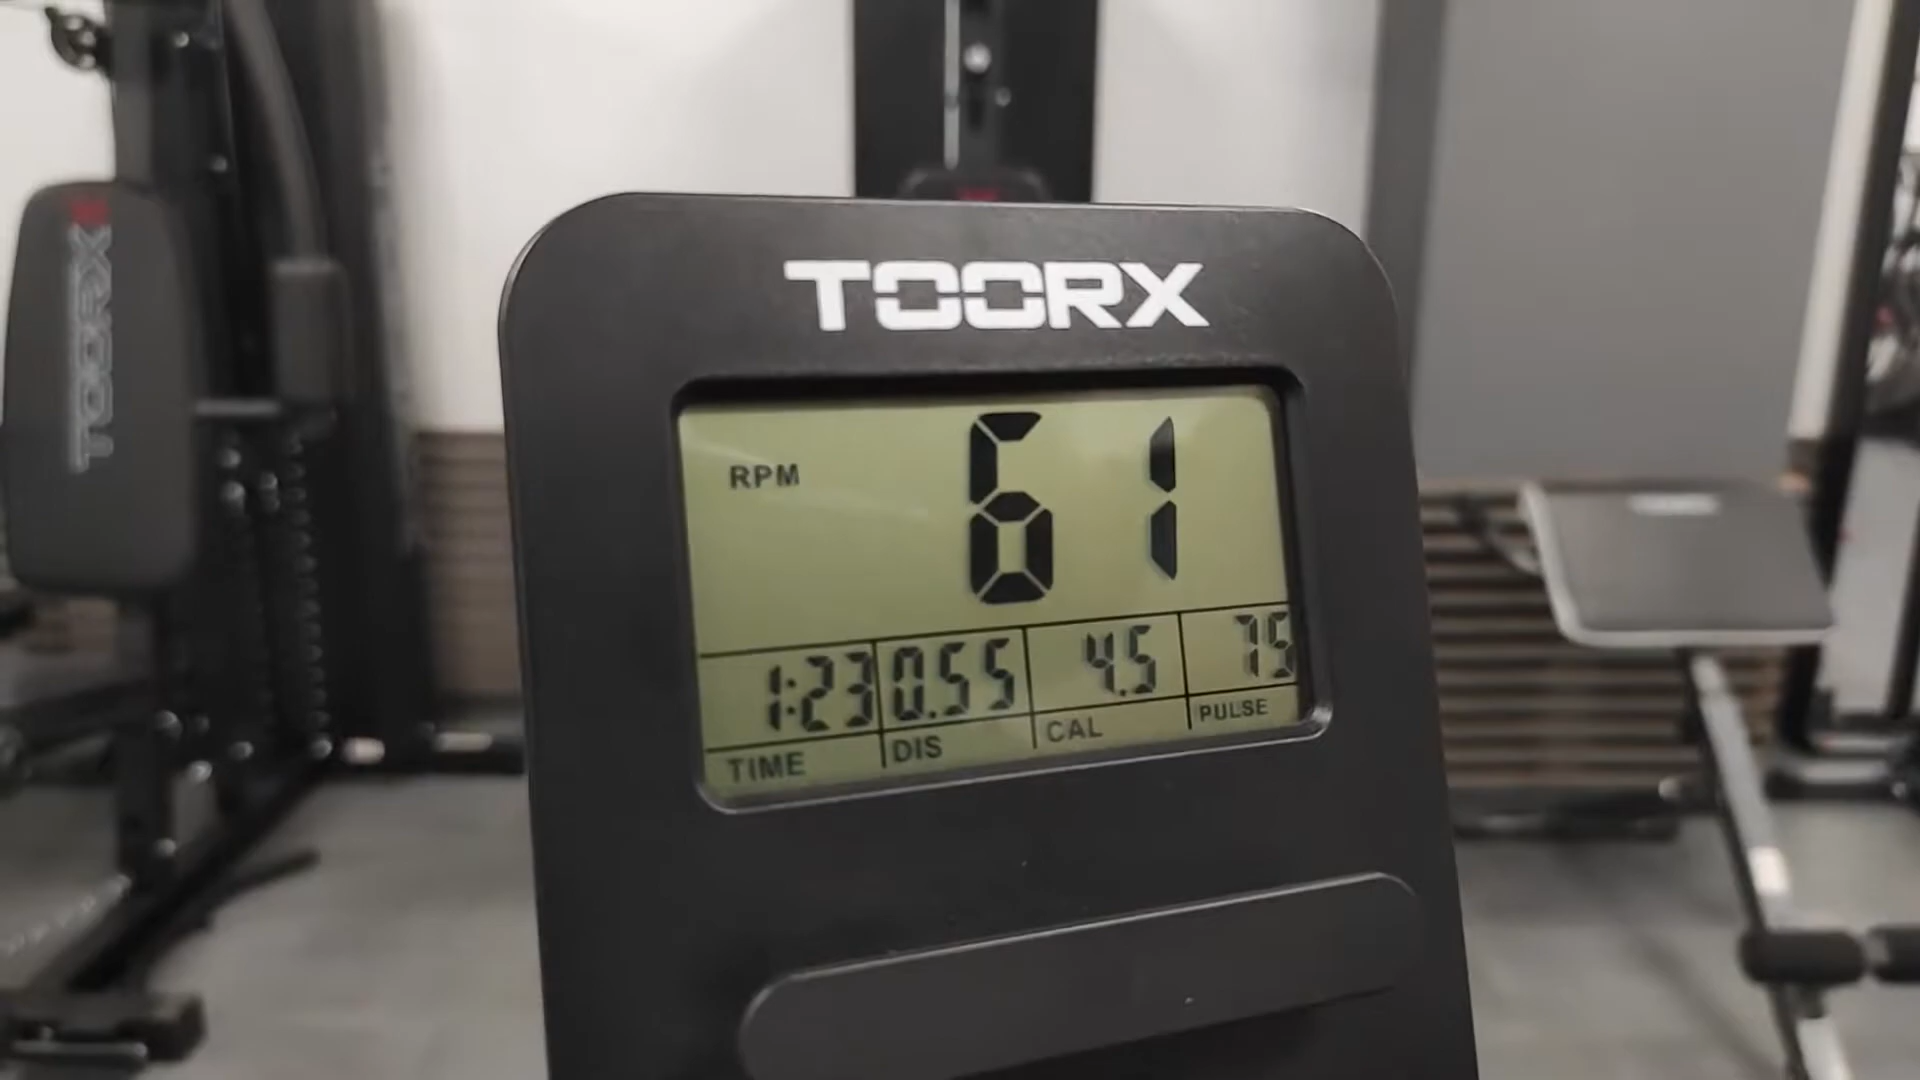 TOORX
TOORX
RPM 61
1:23 0.55 4.5 75
TIME DIS CAL PULSE